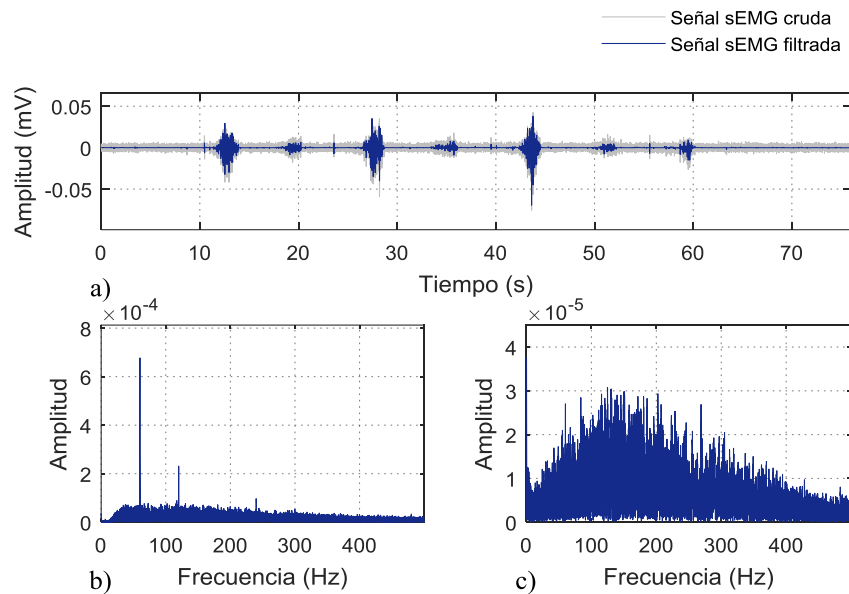 Señal sEMG cruda
Señal sEMG filtrada
Amplitud (mV)
0.05
0
-0.05
0 10 20 30 40 50 60 70
Tiempo (s)
a)
× 10^-4
8
6
4
2
0
Amplitud
0 100 200 300 400
Frecuencia (Hz)
b)
× 10^-5
4
3
2
1
0
Amplitud
0 100 200 300 400
Frecuencia (Hz)
c)